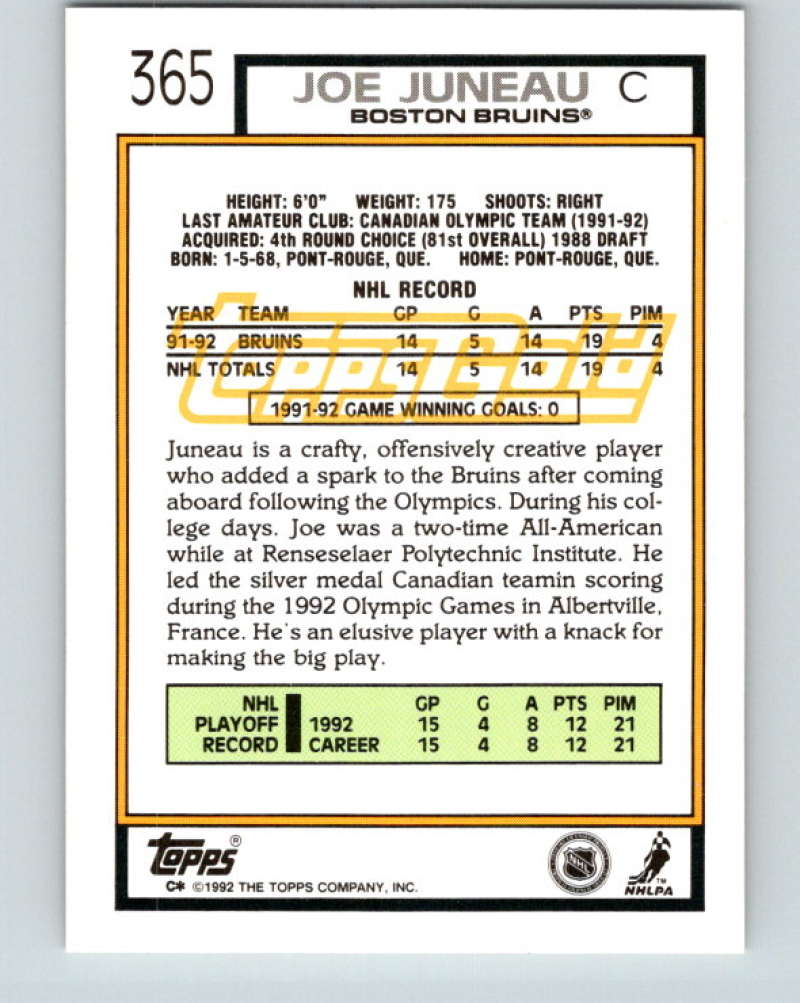 365 JOE JUNEAU C
BOSTON BRUINS®
HEIGHT: 6'0" WEIGHT: 175 SHOOTS: RIGHT
LAST AMATEUR CLUB: CANADIAN OLYMPIC TEAM (1991-92)
ACQUIRED: 4th ROUND CHOICE (81st OVERALL) 1988 DRAFT
BORN: 1-5-68, PONT-ROUGE, QUE. HOME: PONT-ROUGE, QUE.
NHL RECORD
YEAR TEAM GP G A PTS PIM
91-92 BRUINS 14 5 14 19 4
NHL TOTALS 14 5 14 19 4
ToppsGold
1991-92 GAME WINNING GOALS: 0
Juneau is a crafty, offensively creative player
who added a spark to the Bruins after coming
aboard following the Olympics. During his col-
lege days. Joe was a two-time All-American
while at Renseselaer Polytechnic Institute. He
led the silver medal Canadian teamin scoring
during the 1992 Olympic Games in Albertville,
France. He's an elusive player with a knack for
making the big play.
NHL GP G A PTS PIM
PLAYOFF 1992 15 4 8 12 21
RECORD CAREER 15 4 8 12 21
Topps®
C* ©1992 THE TOPPS COMPANY, INC.
NHL
NHLPA™